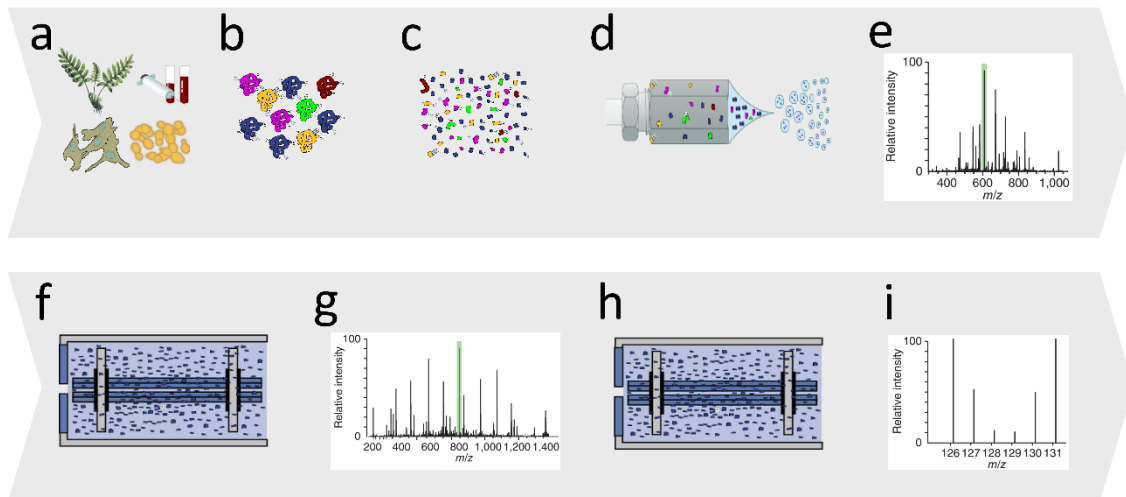 a
b
c
d
e
100
Relative intensity
0
400 600 800 1,000
m/z
f
g
100
Relative intensity
0
200 400 600 800 1,000 1,200 1,400
m/z
h
i
100
Relative intensity
0
126 127 128 129 130 131
m/z